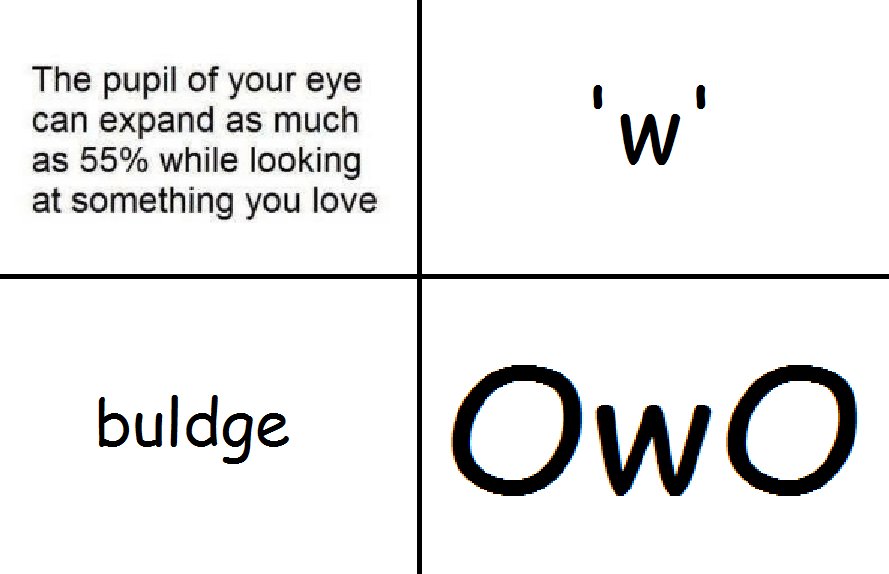 The pupil of your eye
can expand as much
as 55% while looking
at something you love
'w'
buldge
OwO